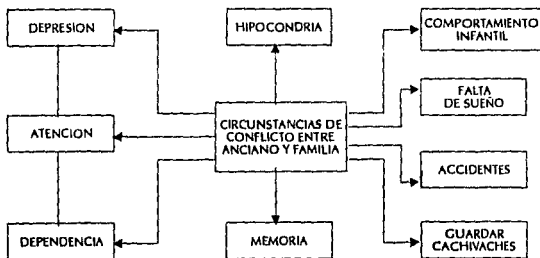 DEPRESION
HIPOCONDRIA
COMPORTAMIENTO
INFANTIL
FALTA
DE SUEÑO
ATENCION
CIRCUNSTANCIAS DE
CONFLICTO ENTRE
ANCIANO Y FAMILIA
ACCIDENTES
DEPENDENCIA
MEMORIA
GUARDAR
CACHIVACHES